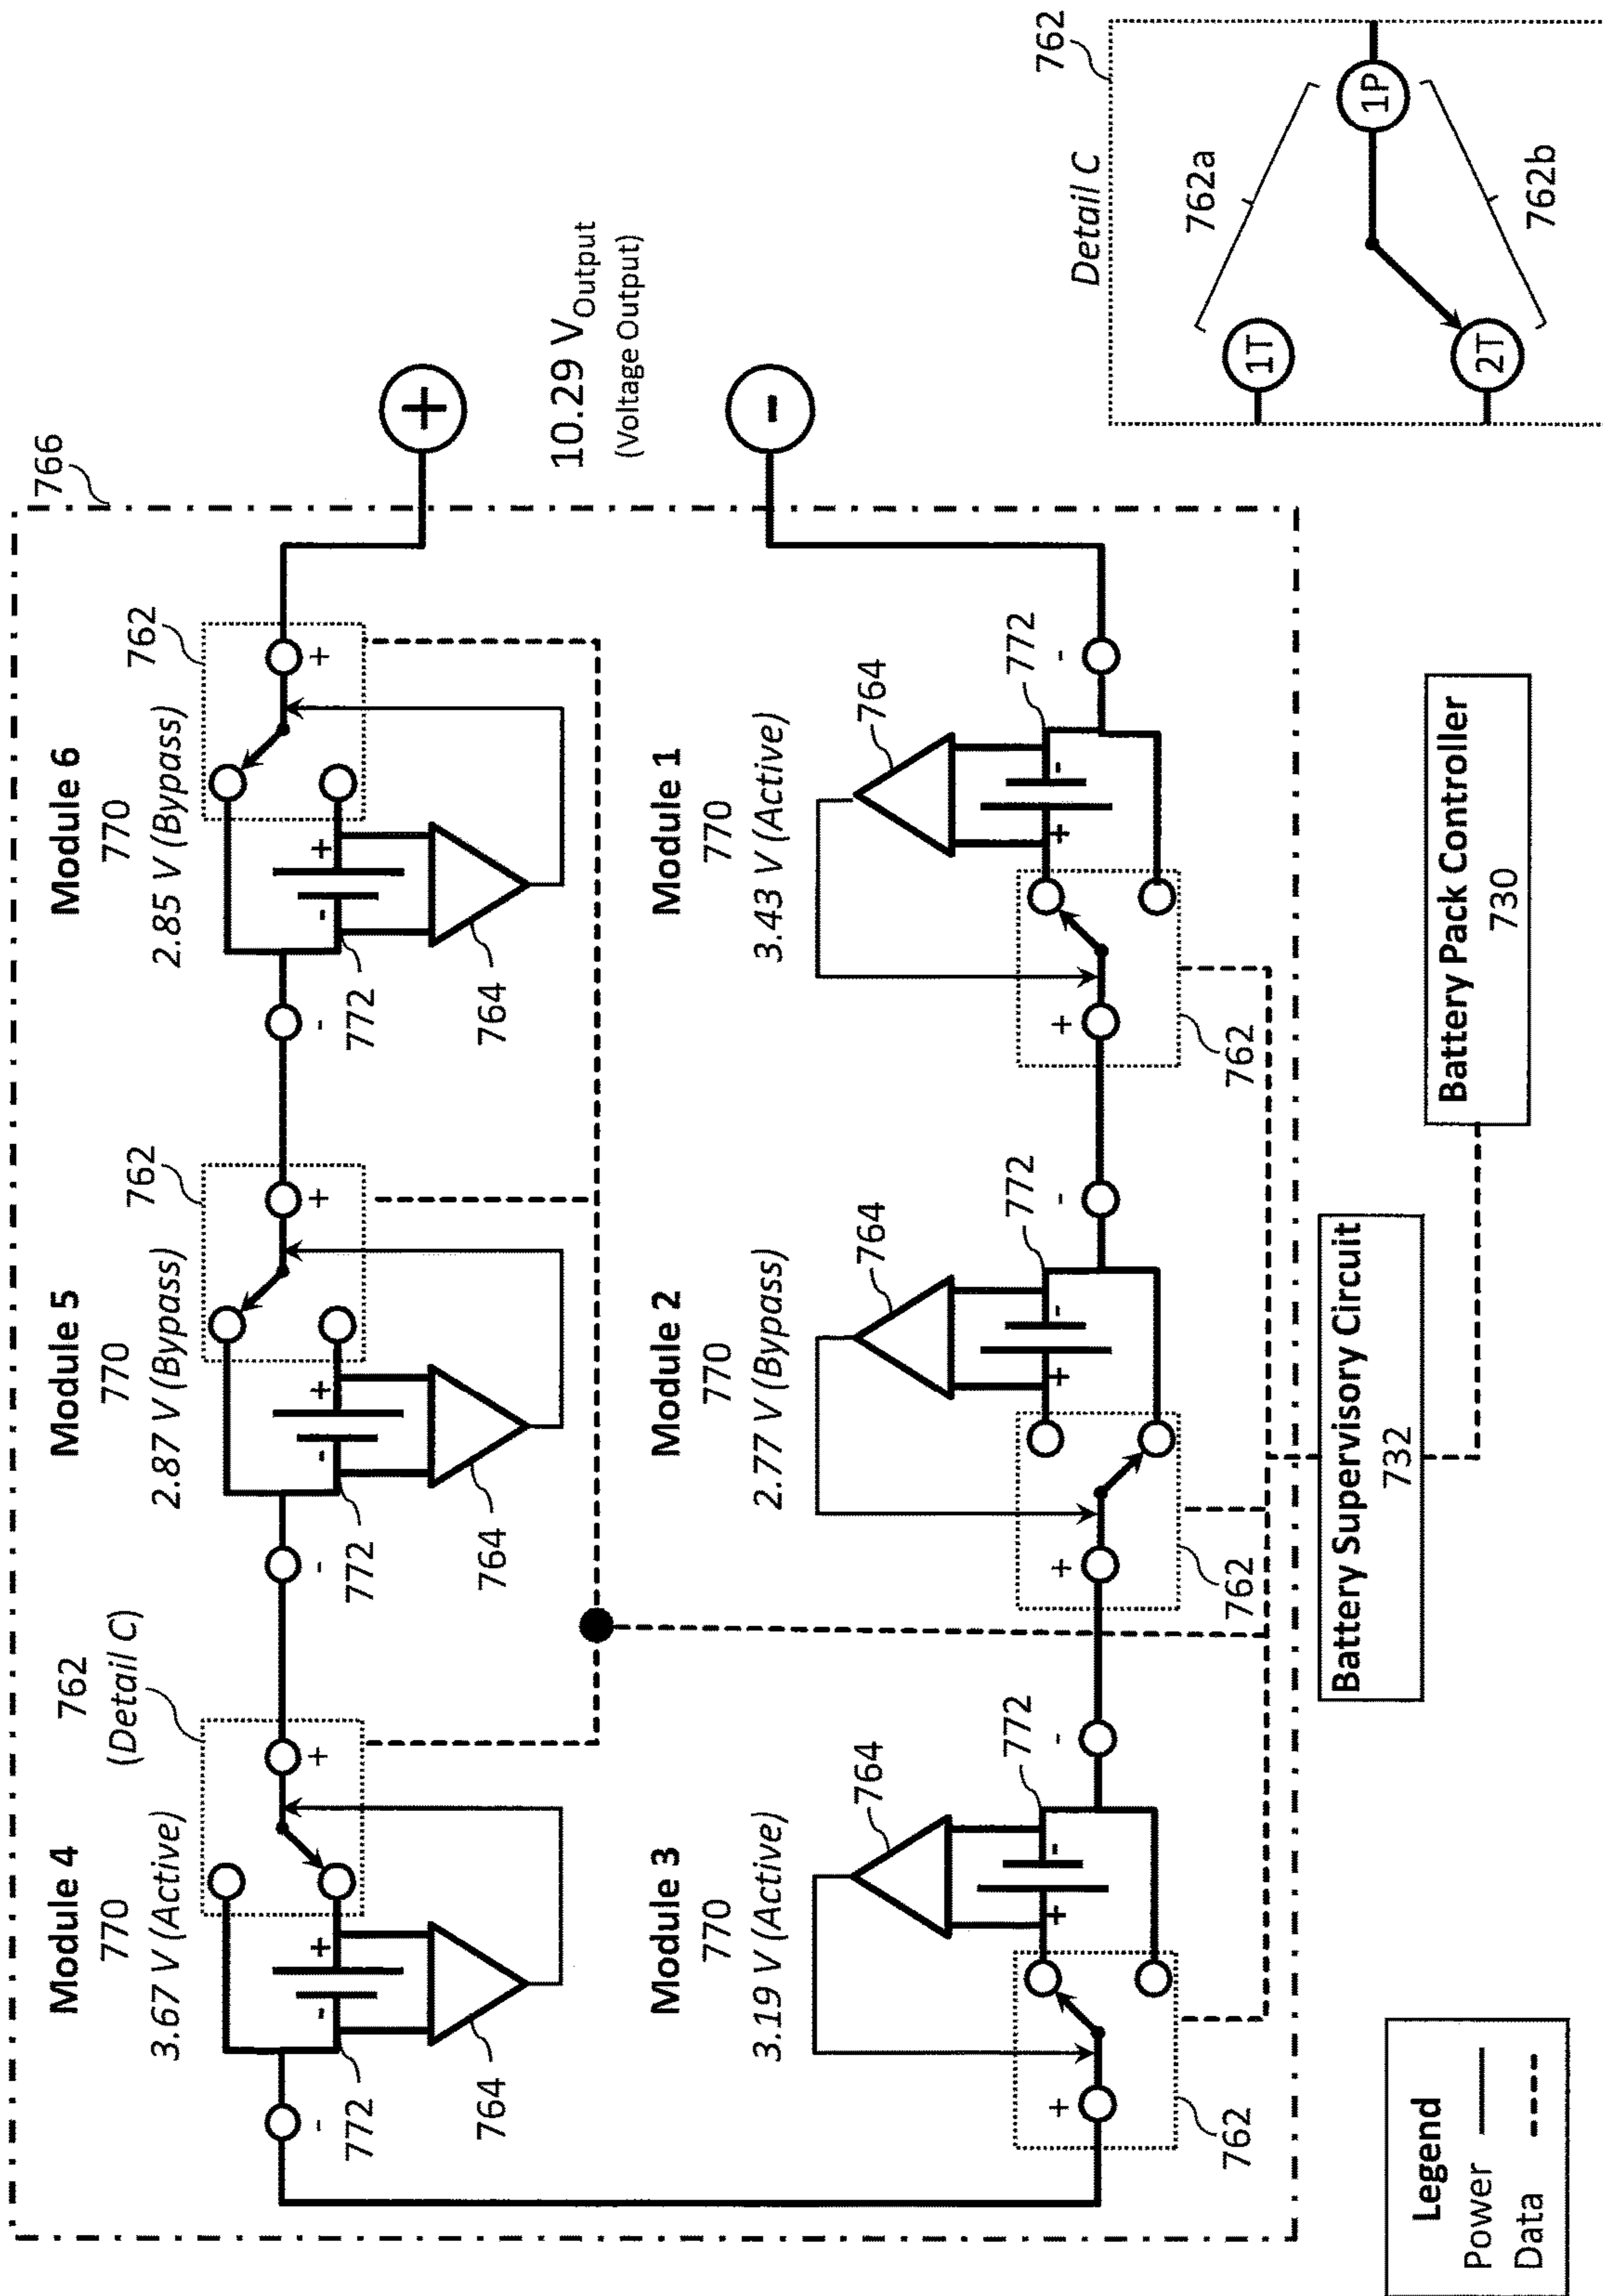 766
Module 4
770
3.67 V (Active)
762
(Detail C)
-
-
+
+
772
764
Module 5
770
2.87 V (Bypass)
762
-
-
+
+
772
764
Module 6
770
2.85 V (Bypass)
762
-
-
+
+
772
764
+
10.29 VOutput
(Voltage Output)
-
Module 3
770
3.19 V (Active)
764
772
+
+
-
-
762
Module 2
770
2.77 V (Bypass)
764
772
+
+
-
-
762
Module 1
770
3.43 V (Active)
764
772
+
+
-
-
762
Detail C
762
762a
1T
1P
2T
762b
Battery Supervisory Circuit
732
Battery Pack Controller
730
Legend
Power
Data